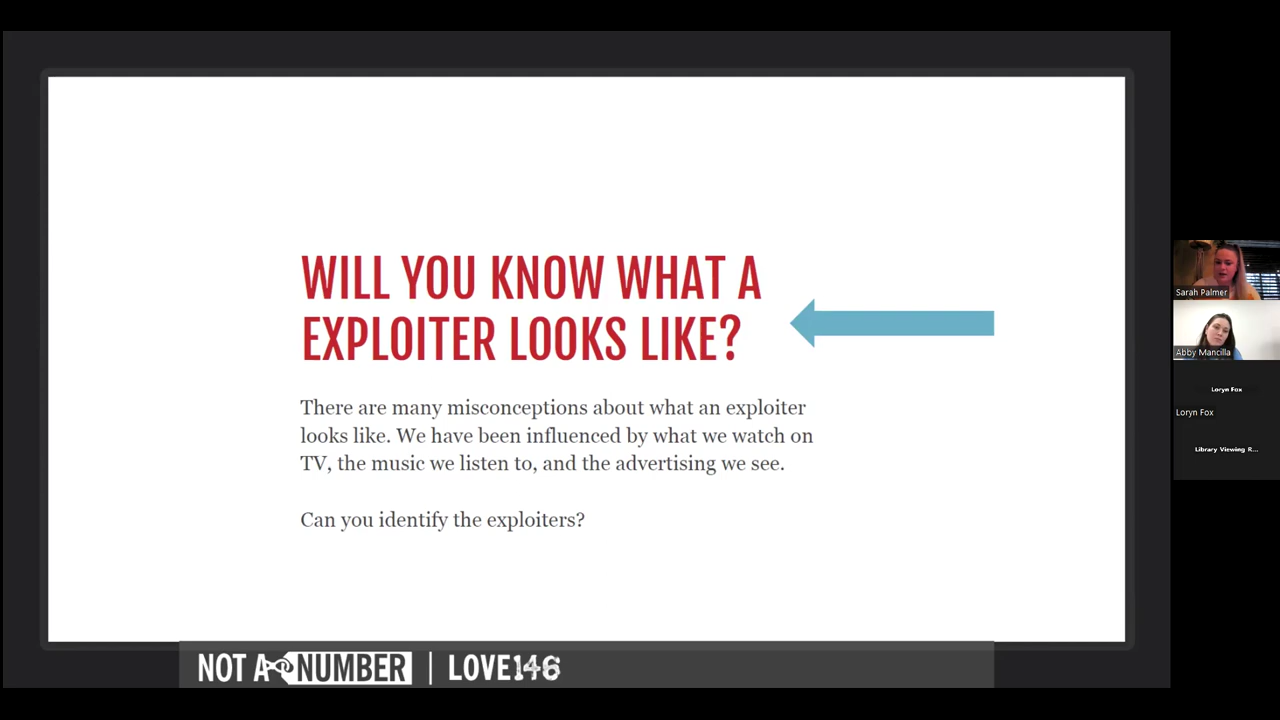 WILL YOU KNOW WHAT A
EXPLOITER LOOKS LIKE?
There are many misconceptions about what an exploiter
looks like. We have been influenced by what we watch on
TV, the music we listen to, and the advertising we see.
Can you identify the exploiters?
NOT A NUMBER | LOVE146
Sarah Palmer
Abby Mancilla
Loryn Fox
Loryn Fox
Library Viewing R...